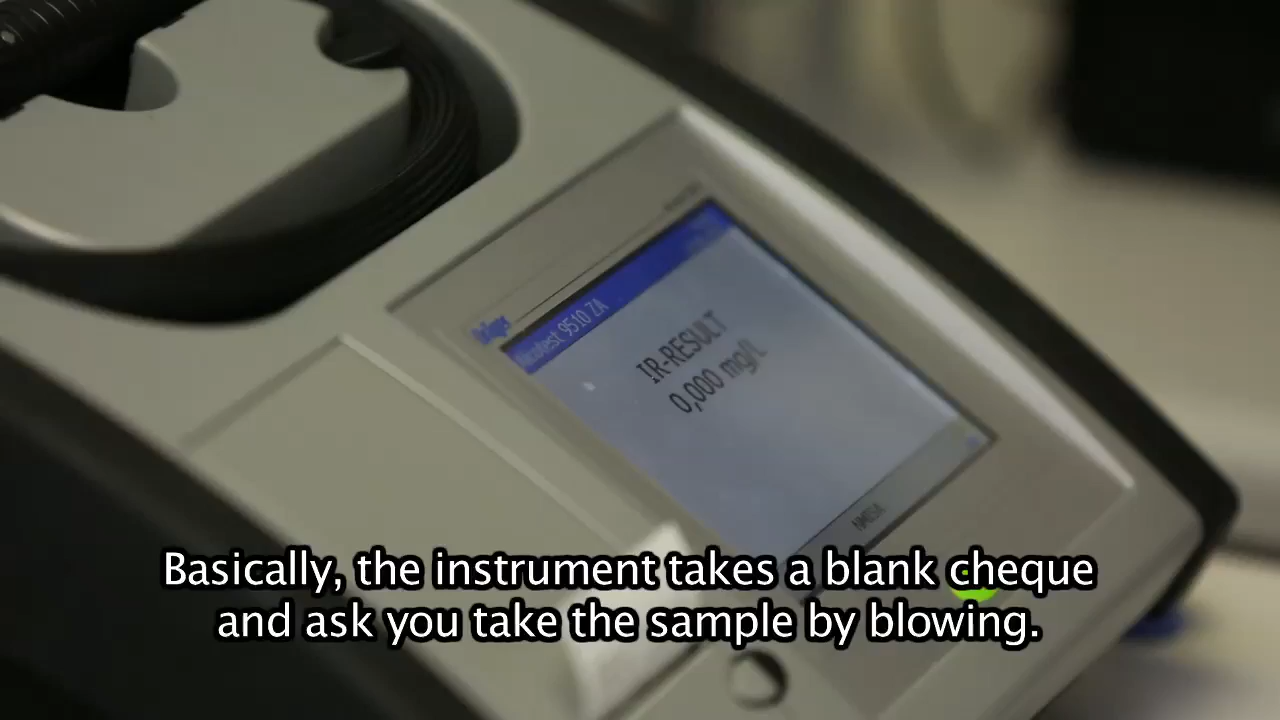 Dräger
Alcotest 9510 ZA
IR-RESULT
0,000 mg/L
Basically, the instrument takes a blank cheque
and ask you take the sample by blowing.